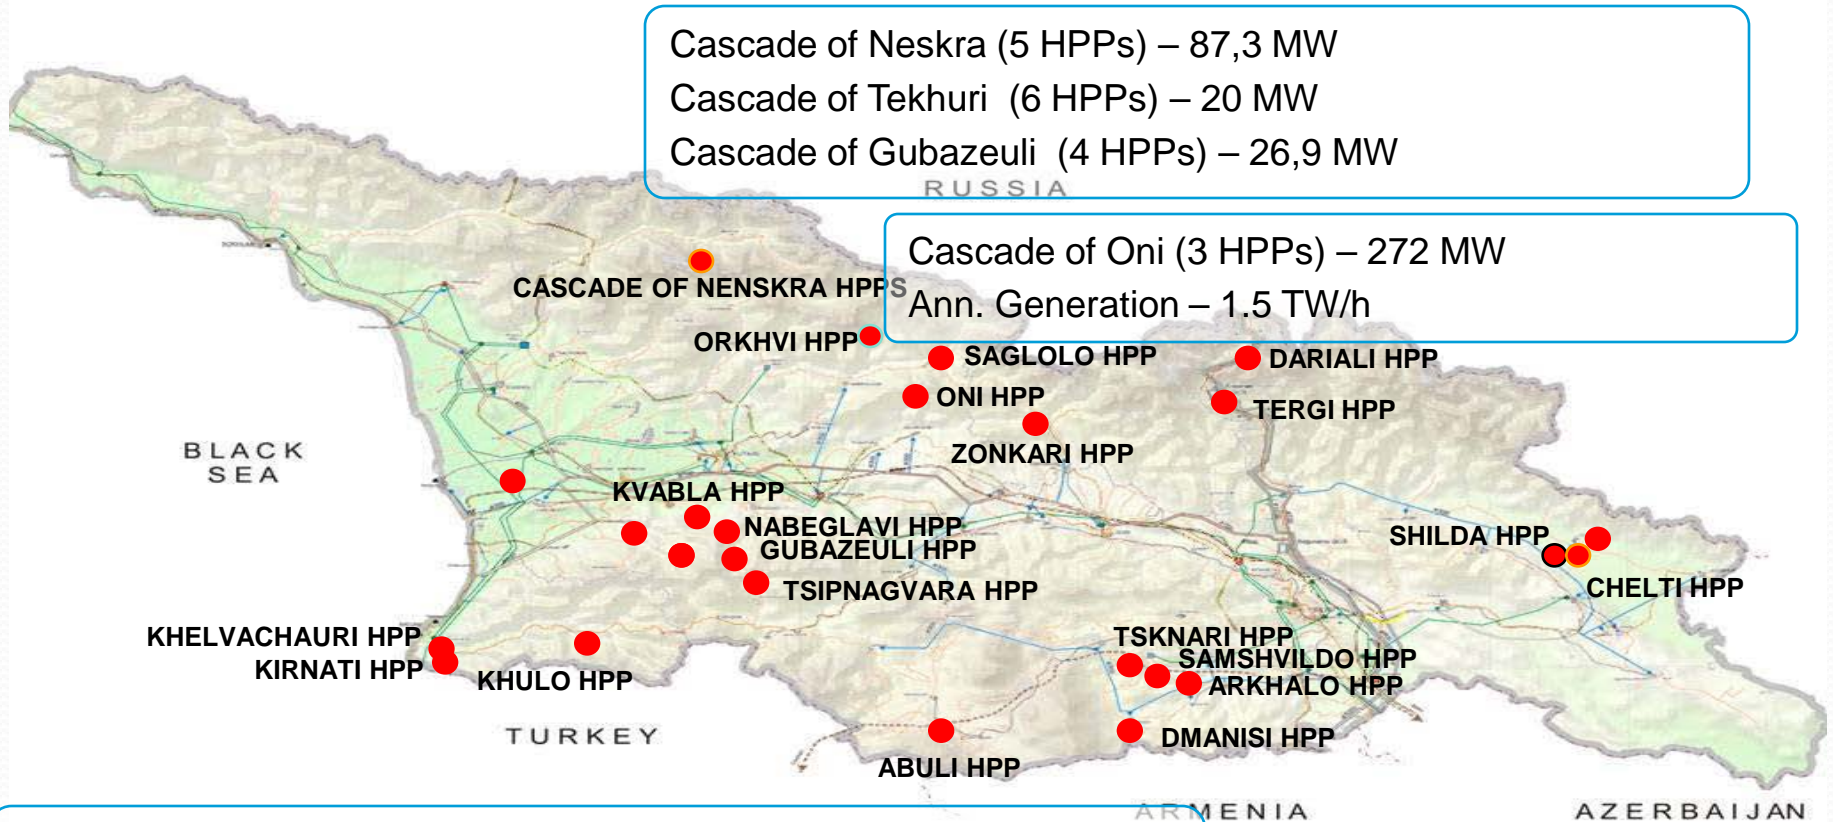 Cascade of Neskra (5 HPPs) – 87,3 MW
Cascade of Tekhuri (6 HPPs) – 20 MW
Cascade of Gubazeuli (4 HPPs) – 26,9 MW
RUSSIA
Cascade of Oni (3 HPPs) – 272 MW
Ann. Generation – 1.5 TW/h
CASCADE OF NENSKRA HPPS
ORKHVI HPP
SAGLOLO HPP
DARIALI HPP
ONI HPP
TERGI HPP
ZONKARI HPP
BLACK
SEA
KVABLA HPP
NABEGLAVI HPP
GUBAZEULI HPP
TSIPNAGVARA HPP
SHILDA HPP
CHELTI HPP
KHELVACHAURI HPP
KIRNATI HPP
KHULO HPP
TSKNARI HPP
SAMSHVILDO HPP
ARKHALO HPP
TURKEY
DMANISI HPP
ABULI HPP
ARMENIA
AZERBAIJAN